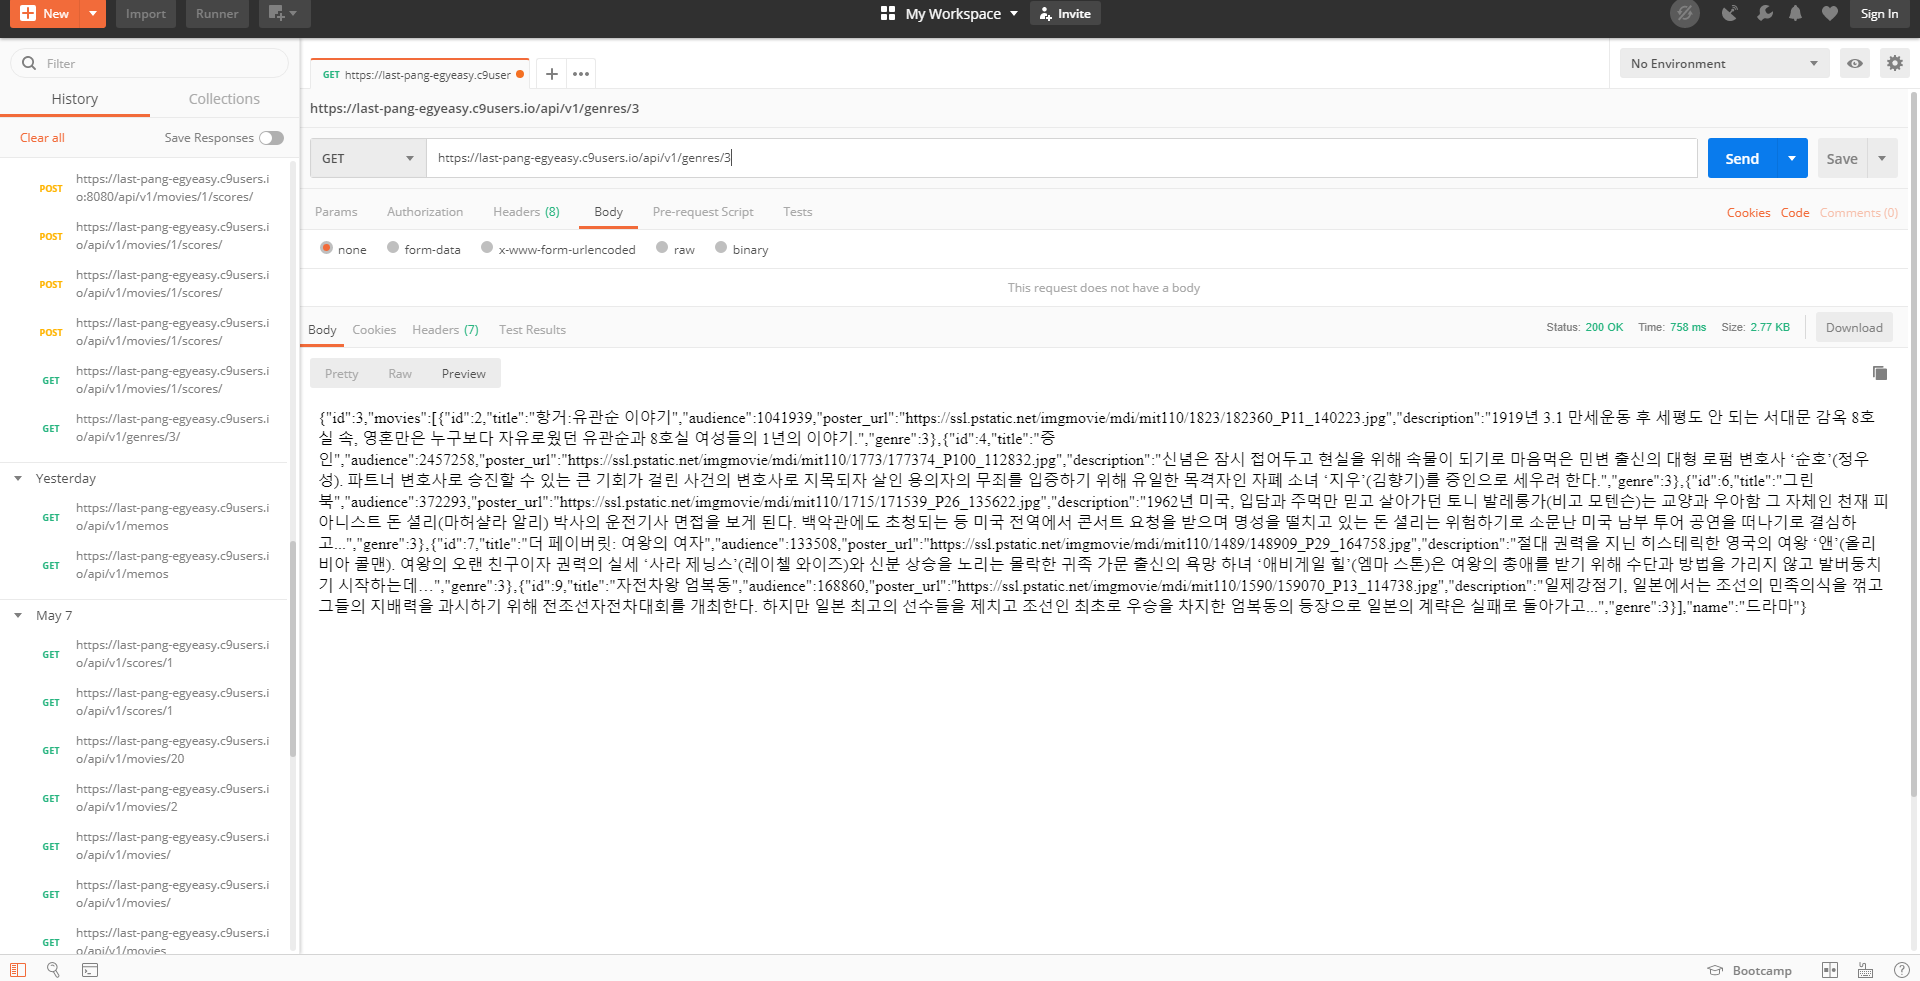 New
Import
Runner
My Workspace
Invite
Sign In
Filter
History
Collections
Clear all
Save Responses
POST https://last-pang-egyeasy.c9users.i
o:8080/api/v1/movies/1/scores/
POST https://last-pang-egyeasy.c9users.i
o/api/v1/movies/1/scores/
POST https://last-pang-egyeasy.c9users.i
o/api/v1/movies/1/scores/
POST https://last-pang-egyeasy.c9users.i
o/api/v1/movies/1/scores/
GET https://last-pang-egyeasy.c9users.i
o/api/v1/movies/1/scores/
GET https://last-pang-egyeasy.c9users.i
o/api/v1/genres/3/
Yesterday
GET https://last-pang-egyeasy.c9users.i
o/api/v1/memos
GET https://last-pang-egyeasy.c9users.i
o/api/v1/memos
May 7
GET https://last-pang-egyeasy.c9users.i
o/api/v1/scores/1
GET https://last-pang-egyeasy.c9users.i
o/api/v1/scores/1
GET https://last-pang-egyeasy.c9users.i
o/api/v1/movies/20
GET https://last-pang-egyeasy.c9users.i
o/api/v1/movies/2
GET https://last-pang-egyeasy.c9users.i
o/api/v1/movies/
GET https://last-pang-egyeasy.c9users.i
o/api/v1/movies/
GET https://last-pang-egyeasy.c9users.i
o/api/v1/movies
GET https://last-pang-egyeasy.c9user
No Environment
https://last-pang-egyeasy.c9users.io/api/v1/genres/3
GET https://last-pang-egyeasy.c9users.io/api/v1/genres/3
Send
Save
Params Authorization Headers (8) Body Pre-request Script Tests
Cookies Code Comments (0)
none form-data x-www-form-urlencoded raw binary
This request does not have a body
Body Cookies Headers (7) Test Results
Status: 200 OK Time: 758 ms Size: 2.77 KB
Download
Pretty Raw Preview
{"id":3,"movies":[{"id":2,"title":"항거:유관순 이야기","audience":1041939,"poster_url":"https://ssl.pstatic.net/imgmovie/mdi/mit110/1823/182360_P11_140223.jpg","description":"1919년 3.1 만세운동 후 세평도 안 되는 서대문 감옥 8호
실 속, 영혼만은 누구보다 자유로웠던 유관순과 8호실 여성들의 1년의 이야기.","genre":3},{"id":4,"title":"증
인","audience":2457258,"poster_url":"https://ssl.pstatic.net/imgmovie/mdi/mit110/1773/177374_P100_112832.jpg","description":"신념은 잠시 접어두고 현실을 위해 속물이 되기로 마음먹은 민변 출신의 대형 로펌 변호사 ‘순호’(정우
성). 파트너 변호사로 승진할 수 있는 큰 기회가 걸린 사건의 변호사로 지목되자 살인 용의자의 무죄를 입증하기 위해 유일한 목격자인 자폐 소녀 ‘지우’(김향기)를 증인으로 세우려 한다.","genre":3},{"id":6,"title":"그린
북","audience":372293,"poster_url":"https://ssl.pstatic.net/imgmovie/mdi/mit110/1715/171539_P26_135622.jpg","description":"1962년 미국, 입담과 주먹만 믿고 살아가던 토니 발레롱가(비고 모텐슨)는 교양과 우아함 그 자체인 천재 피
아니스트 돈 셜리(마허샬라 알리) 박사의 운전기사 면접을 보게 된다. 백악관에도 초청되는 등 미국 전역에서 콘서트 요청을 받으며 명성을 떨치고 있는 돈 셜리는 위험하기로 소문난 미국 남부 투어 공연을 떠나기로 결심하
고...","genre":3},{"id":7,"title":"더 페이버릿: 여왕의 여자","audience":133508,"poster_url":"https://ssl.pstatic.net/imgmovie/mdi/mit110/1489/148909_P29_164758.jpg","description":"절대 권력을 지닌 히스테릭한 영국의 여왕 ‘앤’(올리
비아 콜맨). 여왕의 오랜 친구이자 권력의 실세 ‘사라 제닝스’(레이첼 와이즈)와 신분 상승을 노리는 몰락한 귀족 가문 출신의 욕망 하녀 ‘애비게일 힐’(엠마 스톤)은 여왕의 총애를 받기 위해 수단과 방법을 가리지 않고 발버둥치
기 시작하는데…","genre":3},{"id":9,"title":"자전차왕 엄복동","audience":168860,"poster_url":"https://ssl.pstatic.net/imgmovie/mdi/mit110/1590/159070_P13_114738.jpg","description":"일제강점기, 일본에서는 조선의 민족의식을 꺾고
그들의 지배력을 과시하기 위해 전조선자전차대회를 개최한다. 하지만 일본 최고의 선수들을 제치고 조선인 최초로 우승을 차지한 엄복동의 등장으로 일본의 계략은 실패로 돌아가고...","genre":3}],"name":"드라마"}
Bootcamp